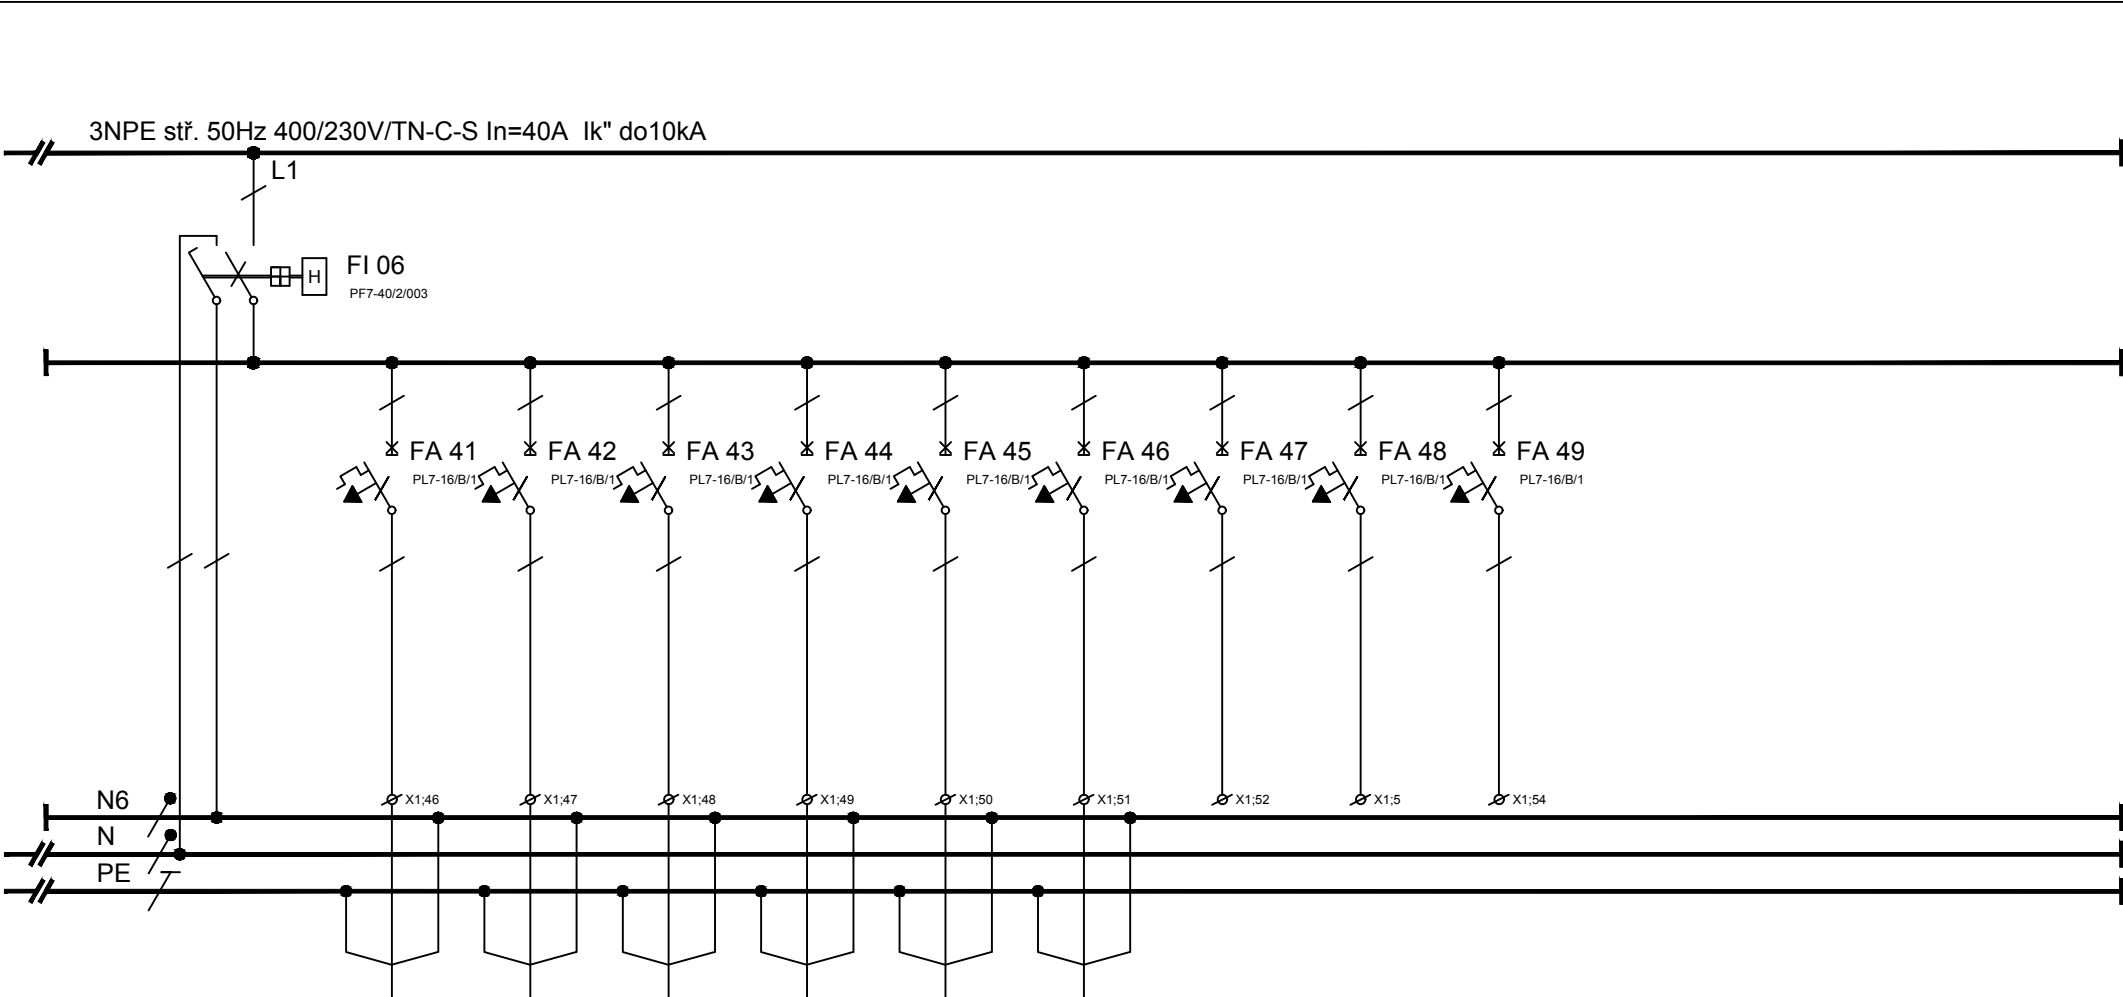 3NPE stř. 50Hz 400/230V/TN-C-S In=40A Ik" do10kA
L1
FI 06
H
PF7-40/2/003
FA 41 FA 42 FA 43 FA 44 FA 45 FA 46 FA 47 FA 48 FA 49
PL7-16/B/1 PL7-16/B/1 PL7-16/B/1 PL7-16/B/1 PL7-16/B/1 PL7-16/B/1 PL7-16/B/1 PL7-16/B/1 PL7-16/B/1
N6 X1;46 X1;47 X1;48 X1;49 X1;50 X1;51 X1;52 X1;5 X1;54
N
PE